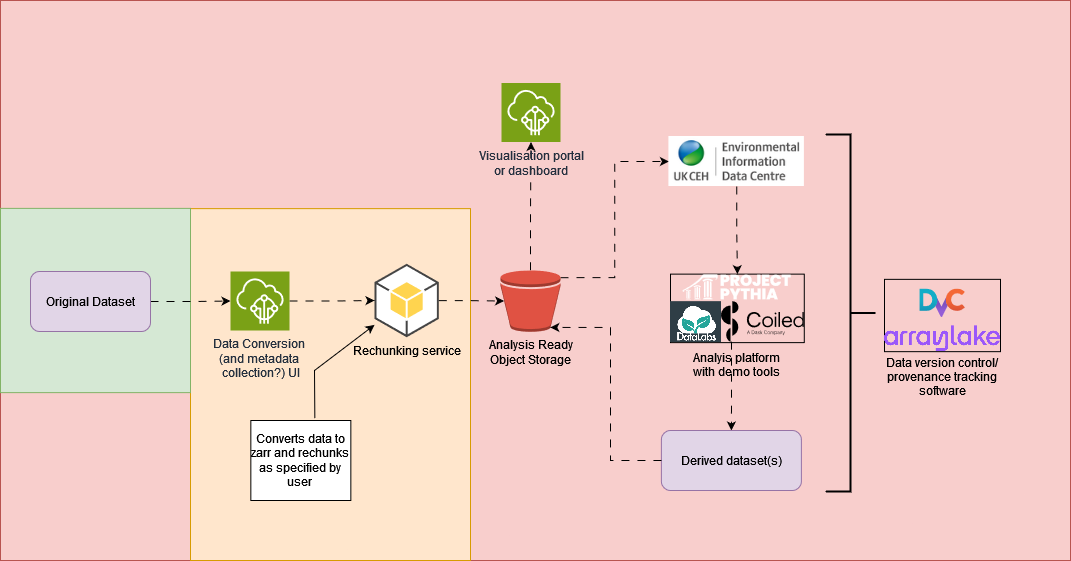 Visualisation portal
or dashboard
UKCEH
Environmental
Information
Data Centre
Original Dataset
Data Conversion
(and metadata
collection?) UI
Rechunking service
Converts data to
zarr and rechunks
as specified by
user
Analysis Ready
Object Storage
PROJECT
PYTHIA
DataLabs
Coiled
A Dask Company
Analyis platform
with demo tools
Derived dataset(s)
DVC
arraylake
Data version control/
provenance tracking
software